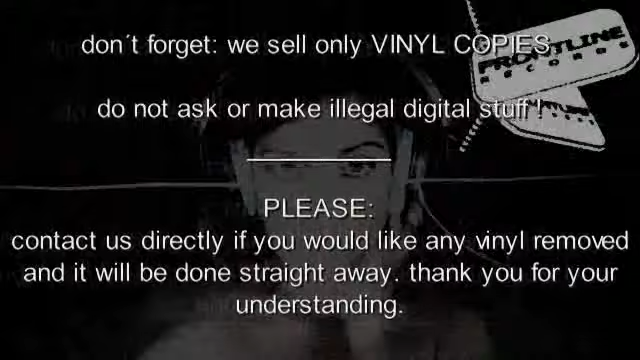 don´t forget: we sell only VINYL COPIES
FRONTLINE
RECORDS
do not ask or make illegal digital stuff !
PLEASE:
contact us directly if you would like any vinyl removed
and it will be done straight away. thank you for your
understanding.